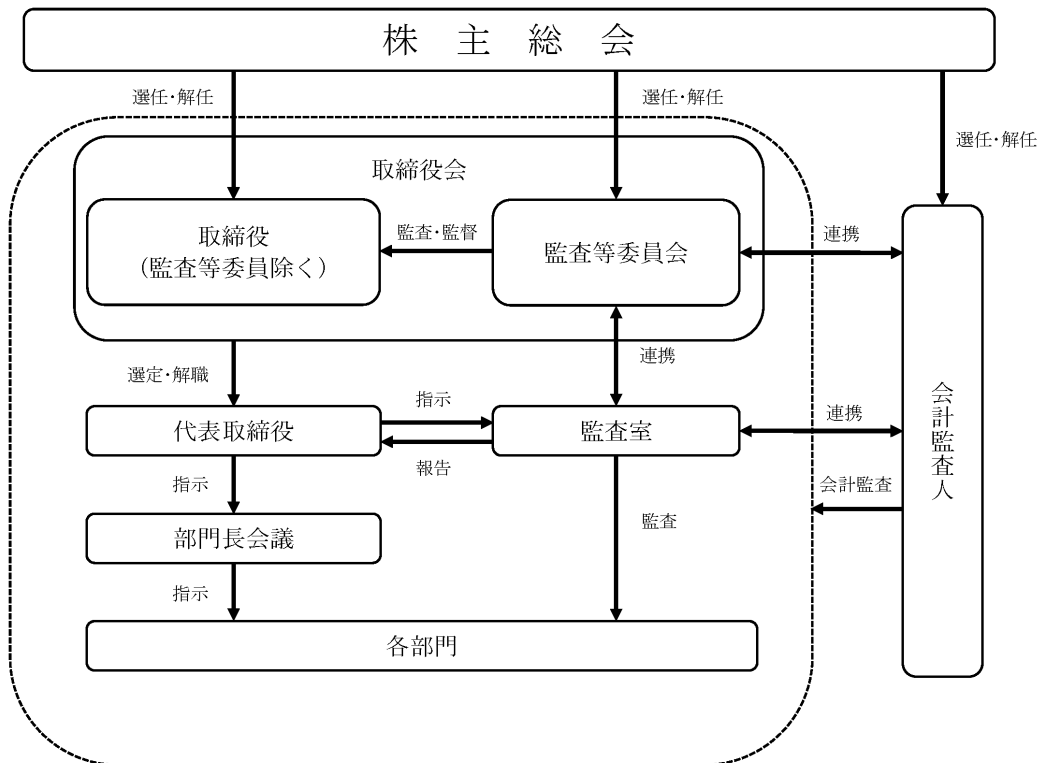 株主総会
選任・解任
選任・解任
選任・解任
取締役会
取締役
(監査等委員除く)
監査・監督
監査等委員会
連携
連携
選定・解職
代表取締役
指示
報告
監査室
連携
会計監査人
会計監査
指示
部門長会議
監査
指示
各部門